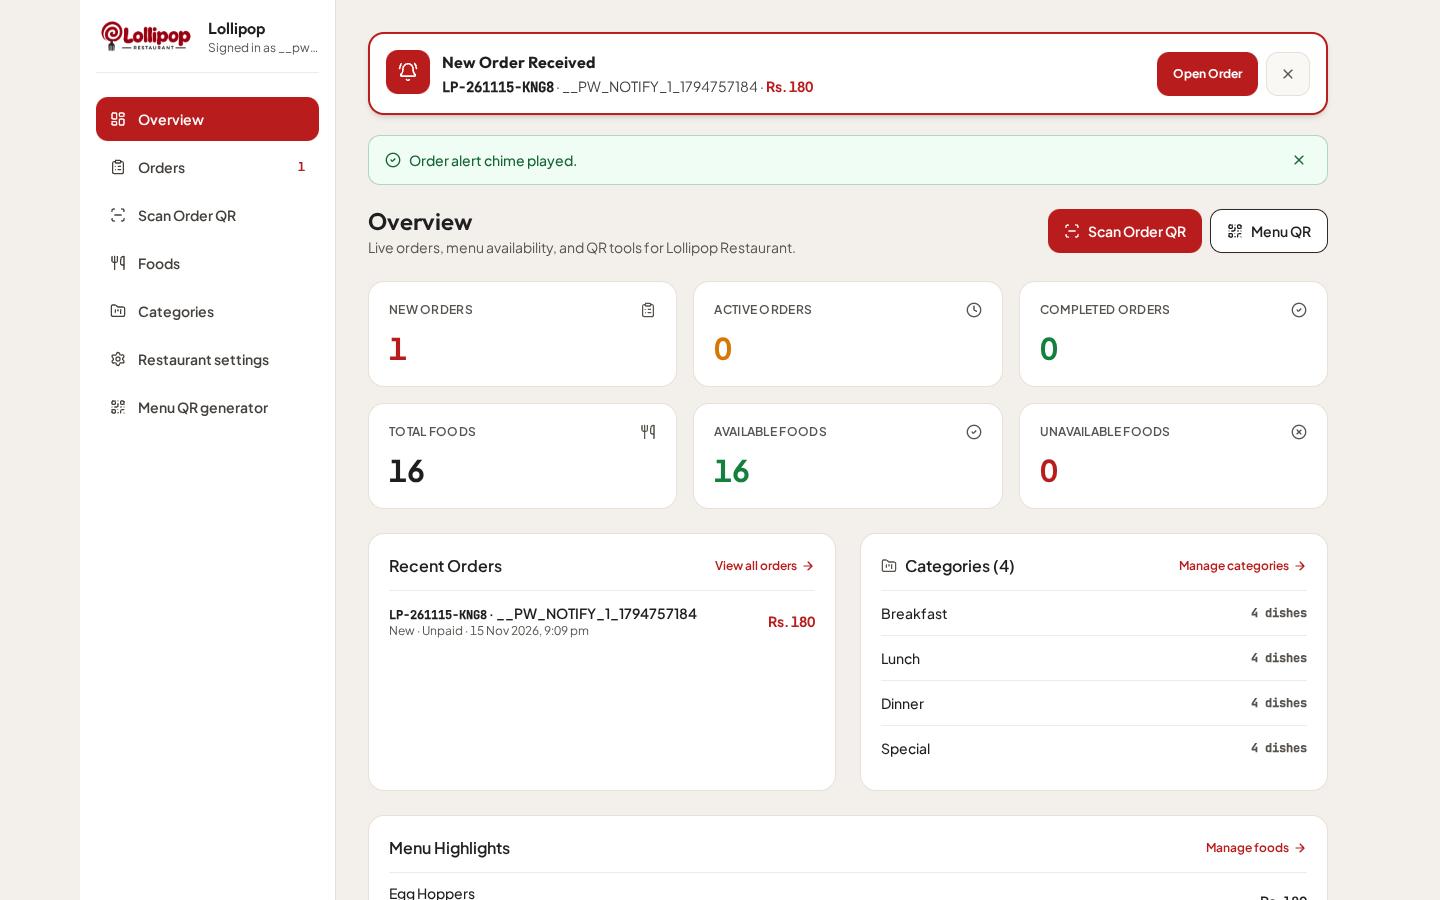 Lollipop
RESTAURANT
Lollipop
Signed in as __pw...
Overview
Orders 1
Scan Order QR
Foods
Categories
Restaurant settings
Menu QR generator
New Order Received
LP-261115-KNG8 · __PW_NOTIFY_1_1794757184 · Rs. 180
Open Order
Order alert chime played.
Overview
Live orders, menu availability, and QR tools for Lollipop Restaurant.
Scan Order QR
Menu QR
NEW ORDERS
1
ACTIVE ORDERS
0
COMPLETED ORDERS
0
TOTAL FOODS
16
AVAILABLE FOODS
16
UNAVAILABLE FOODS
0
Recent Orders
View all orders →
LP-261115-KNG8 · __PW_NOTIFY_1_1794757184
New · Unpaid · 15 Nov 2026, 9:09 pm
Rs. 180
Categories (4)
Manage categories →
Breakfast 4 dishes
Lunch 4 dishes
Dinner 4 dishes
Special 4 dishes
Menu Highlights
Manage foods →
Egg Hoppers
Rs. 180